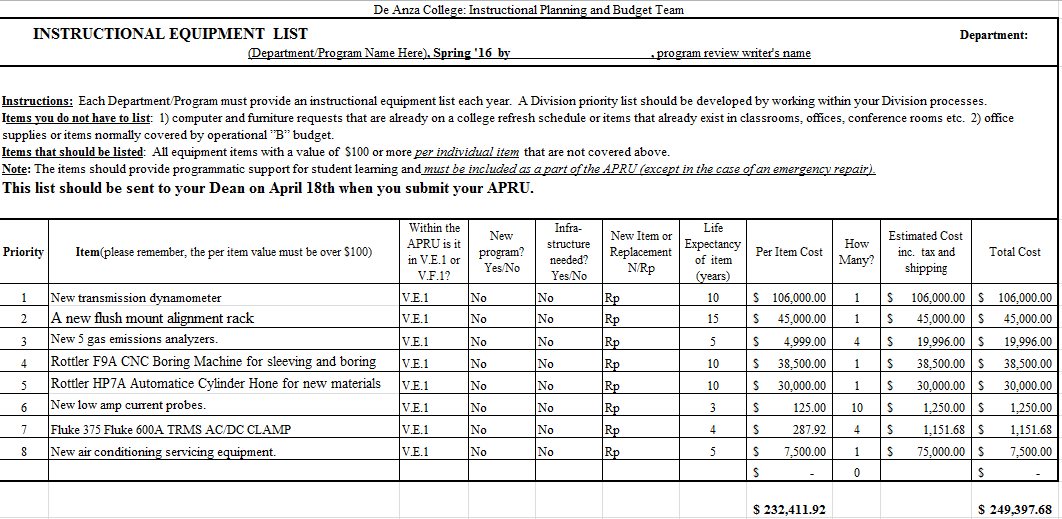 De Anza College: Instructional Planning and Budget Team
INSTRUCTIONAL EQUIPMENT LIST Department:
(Department/Program Name Here), Spring '16 by , program review writer's name
Instructions: Each Department/Program must provide an instructional equipment list each year. A Division priority list should be developed by working within your Division processes.
Items you do not have to list: 1) computer and furniture requests that are already on a college refresh schedule or items that already exist in classrooms, offices, conference rooms etc. 2) office
supplies or items normally covered by operational "B" budget.
Items that should be listed: All equipment items with a value of $100 or more per individual item that are not covered above.
Note: The items should provide programmatic support for student learning and must be included as a part of the APRU (except in the case of an emergency repair).
This list should be sent to your Dean on April 18th when you submit your APRU.
Priority Item(please remember, the per item value must be over $100) Within the APRU is it in V.E.1 or V.F.1? New program? Yes/No Infra-structure needed? Yes/No New Item or Replacement N/Rp Life Expectancy of item (years) Per Item Cost How Many? Estimated Cost inc. tax and shipping Total Cost
1 New transmission dynamometer V.E.1 No No Rp 10 $ 106,000.00 1 $ 106,000.00 $ 106,000.00
2 A new flush mount alignment rack V.E.1 No No Rp 15 $ 45,000.00 1 $ 45,000.00 $ 45,000.00
3 New 5 gas emissions analyzers. V.E.1 No No Rp 5 $ 4,999.00 4 $ 19,996.00 $ 19,996.00
4 Rottler F9A CNC Boring Machine for sleeving and boring V.E.1 No No Rp 10 $ 38,500.00 1 $ 38,500.00 $ 38,500.00
5 Rottler HP7A Automatice Cylinder Hone for new materials V.E.1 No No Rp 10 $ 30,000.00 1 $ 30,000.00 $ 30,000.00
6 New low amp current probes. V.E.1 No No Rp 3 $ 125.00 10 $ 1,250.00 $ 1,250.00
7 Fluke 375 Fluke 600A TRMS AC/DC CLAMP V.E.1 No No Rp 4 $ 287.92 4 $ 1,151.68 $ 1,151.68
8 New air conditioning servicing equipment. V.E.1 No No Rp 5 $ 7,500.00 1 $ 75,000.00 $ 7,500.00
$ - 0 $ -
$ 232,411.92 $ 249,397.68